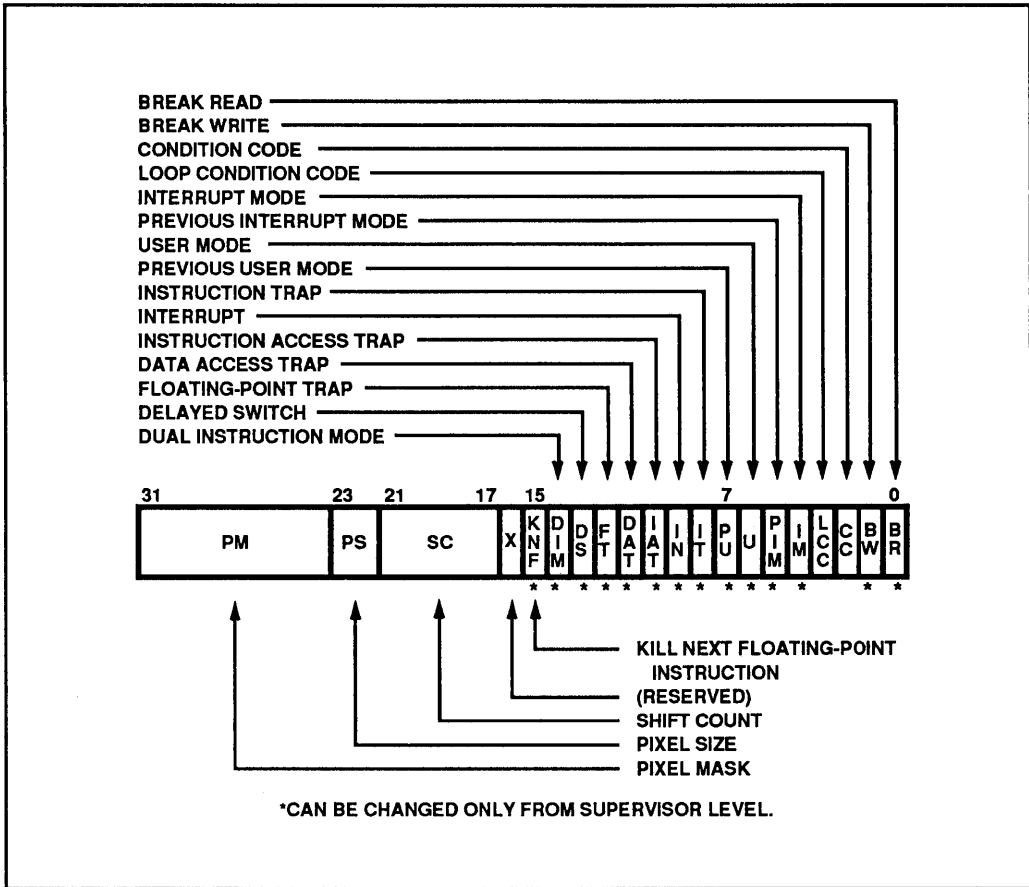 BREAK READ
BREAK WRITE
CONDITION CODE
LOOP CONDITION CODE
INTERRUPT MODE
PREVIOUS INTERRUPT MODE
USER MODE
PREVIOUS USER MODE
INSTRUCTION TRAP
INTERRUPT
INSTRUCTION ACCESS TRAP
DATA ACCESS TRAP
FLOATING-POINT TRAP
DELAYED SWITCH
DUAL INSTRUCTION MODE
31 23 21 17 15 7 0
PM PS SC X KNF DIM DS FT DAT IAT IN IT PU U PIM IM LCC CC BW BR
* * * * * * * * * * * * * *
KILL NEXT FLOATING-POINT
INSTRUCTION
(RESERVED)
SHIFT COUNT
PIXEL SIZE
PIXEL MASK
*CAN BE CHANGED ONLY FROM SUPERVISOR LEVEL.